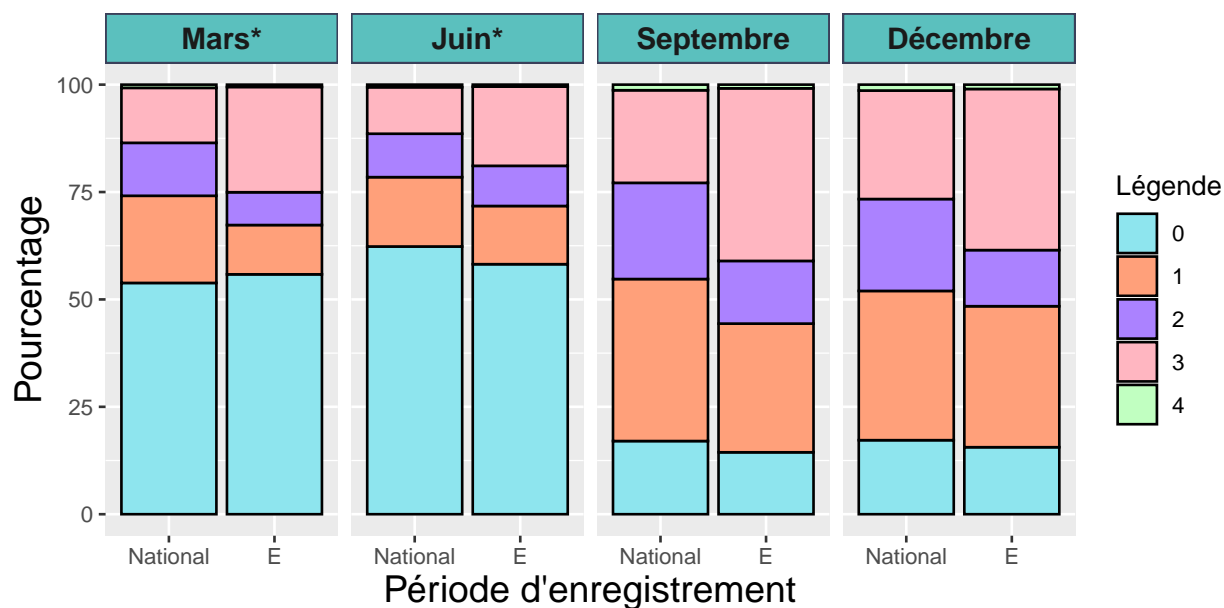 Mars* Juin* Septembre Décembre
Pourcentage
100
75
50
25
0
National E National E National E National E
Période d'enregistrement
Légende
0
1
2
3
4